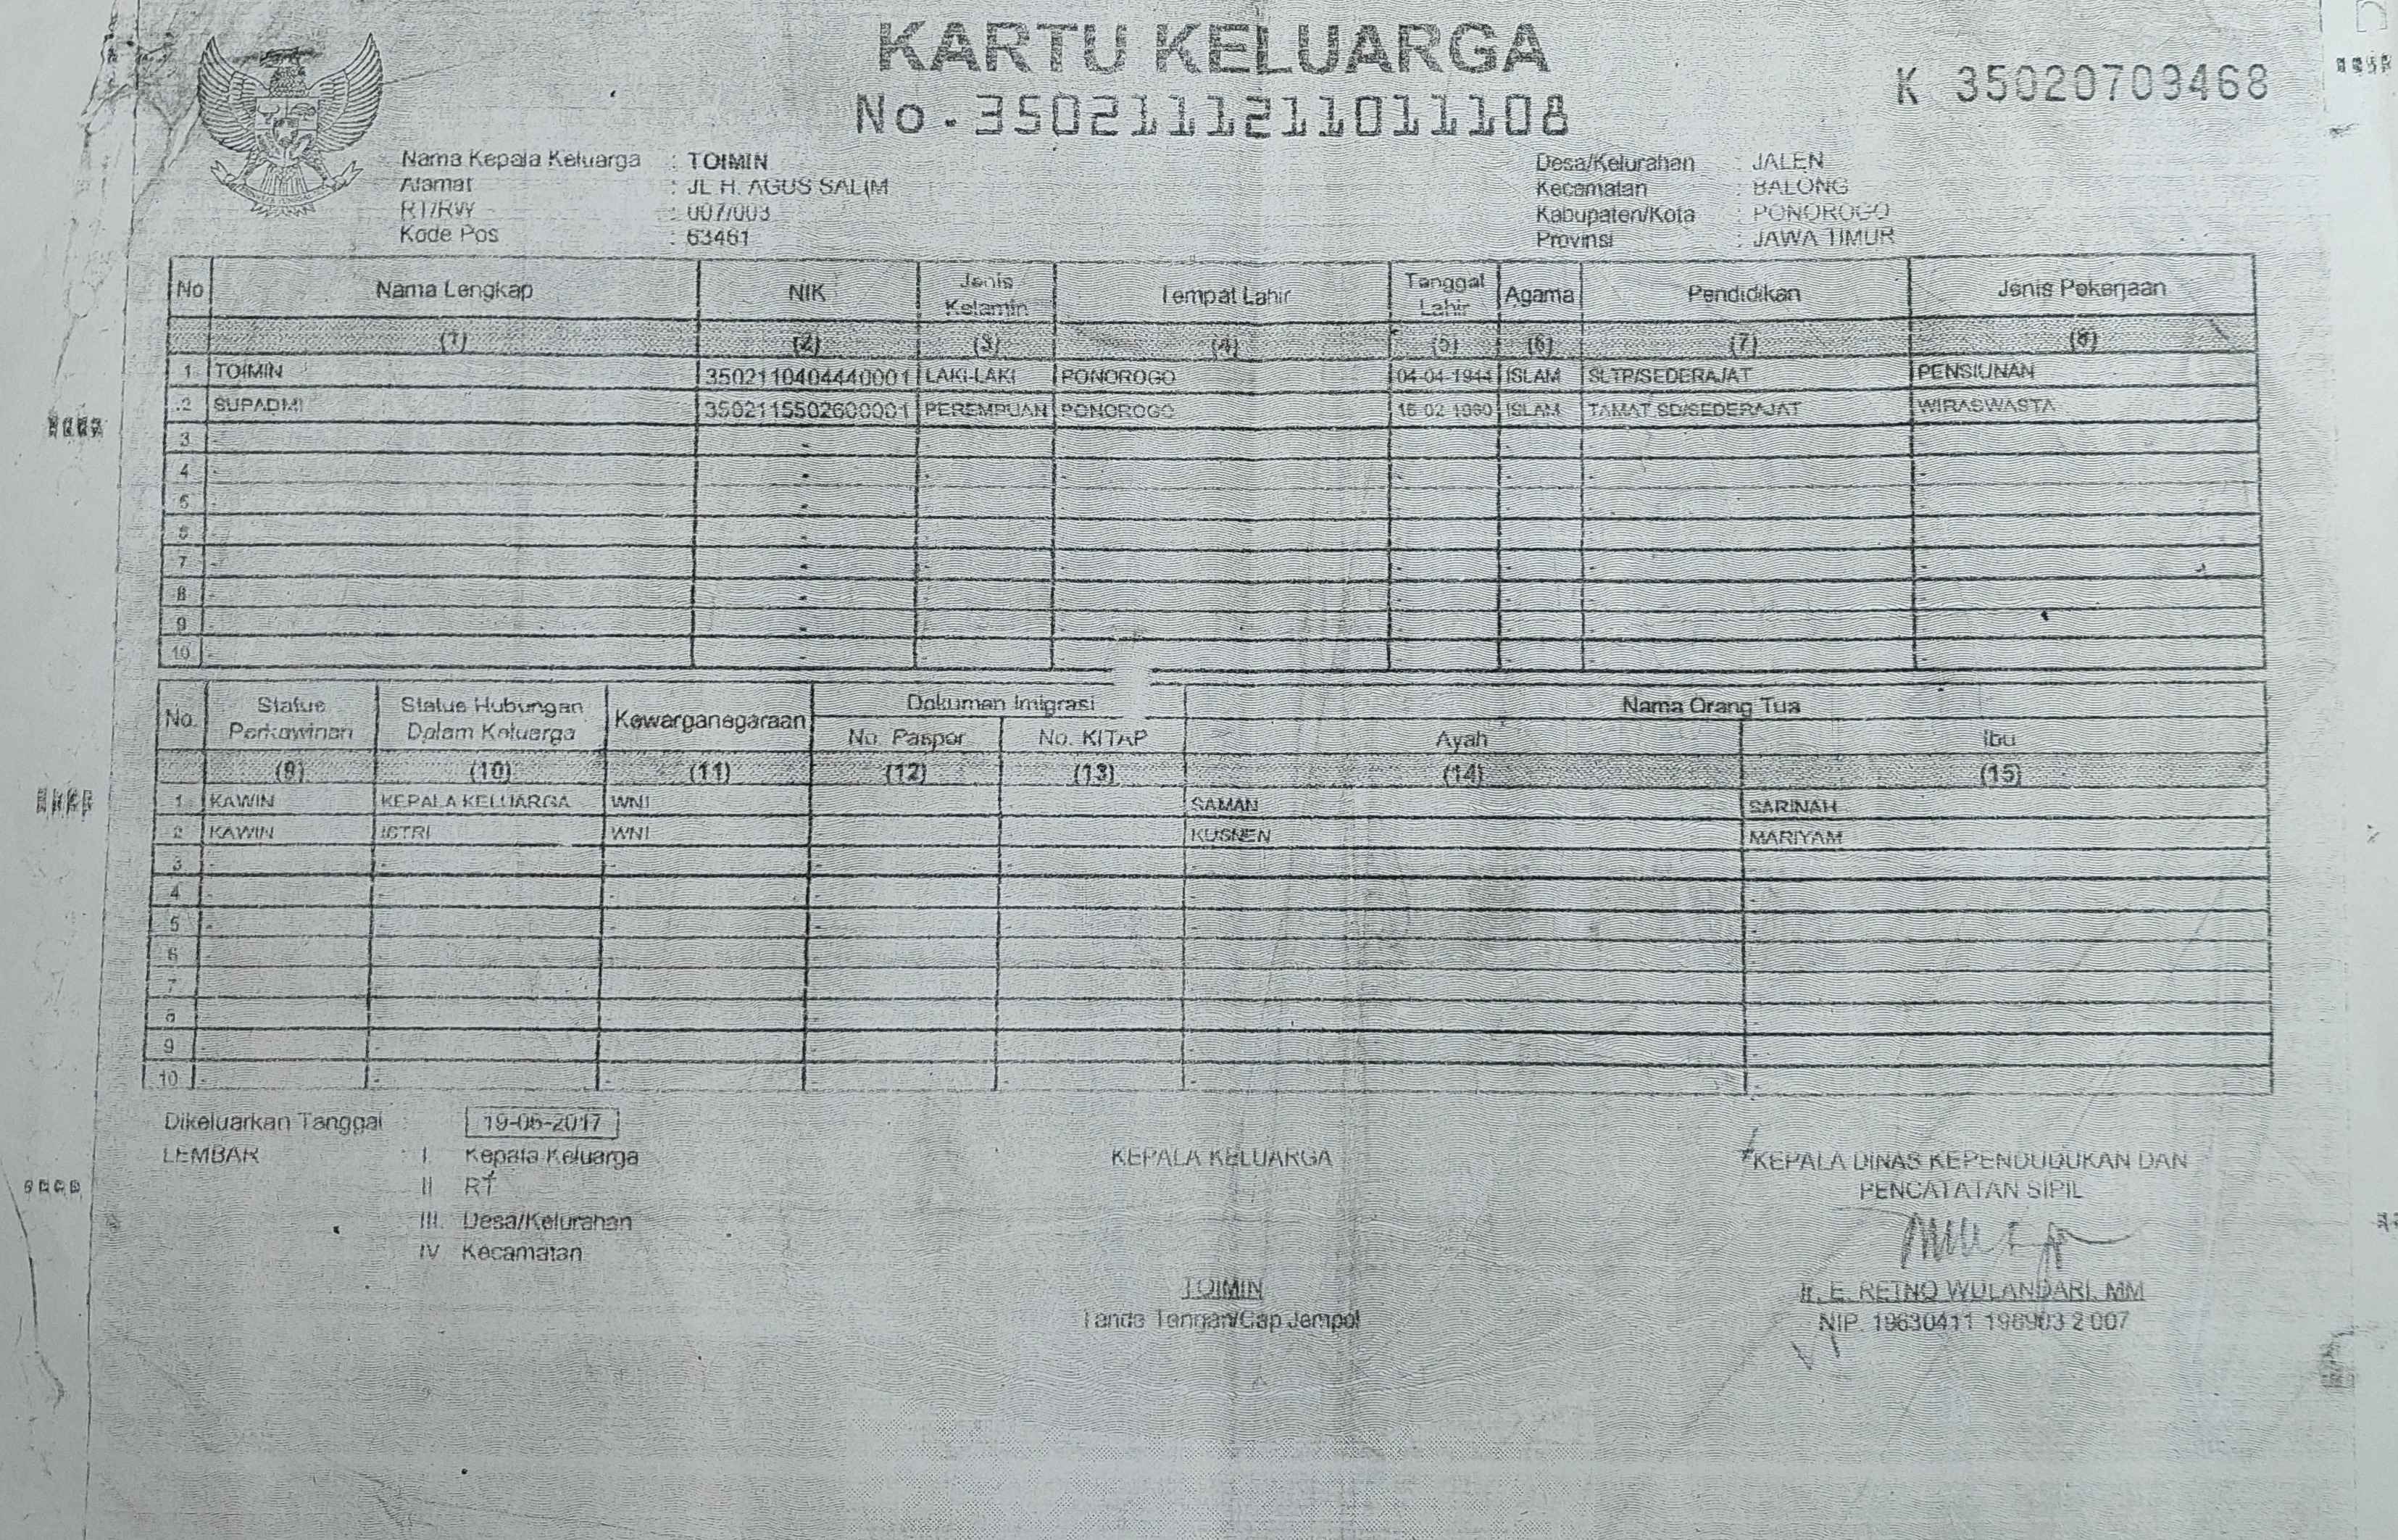 KARTU KELUARGA
No. 3502111211011108
K 35020709468
Nama Kepala Keluarga : TOIMIN
Alamat : JL H. AGUS SALIM
RT/RW : 007/003
Kode Pos : 63461
Desa/Kelurahan : JALEN
Kecamatan : BALONG
Kabupaten/Kota : PONOROGO
Provinsi : JAWA TIMUR
No Nama Lengkap NIK Jenis Kelamin Tempat Lahir Tanggal Lahir Agama Pendidikan Jenis Pekerjaan
(1) (2) (3) (4) (5) (6) (7) (8)
1 TOIMIN 3502110404440001 LAKI-LAKI PONOROGO 04-04-1944 ISLAM SLTP/SEDERAJAT PENSIUNAN
2 SUPADMI 3502115502600001 PEREMPUAN PONOROGO 15-02-1960 ISLAM TAMAT SD/SEDERAJAT WIRASWASTA
3 -
4 -
5 -
6 -
7 -
8 -
9 -
10 -
No. Status Perkawinan Status Hubungan Dalam Keluarga Kewarganegaraan Dokumen Imigrasi Nama Orang Tua
No. Paspor No. KITAP Ayah Ibu
(9) (10) (11) (12) (13) (14) (15)
1 KAWIN KEPALA KELUARGA WNI SAMAN SARINAH
2 KAWIN ISTRI WNI KUSNEN MARIYAM
3 -
4 -
5 -
6 -
7 -
8 -
9 -
10 -
Dikeluarkan Tanggal : 19-05-2017
LEMBAR : I. Kepala Keluarga
II RT
III. Desa/Kelurahan
IV Kecamatan
KEPALA KELUARGA
TOIMIN
Tanda Tangan/Cap Jempol
KEPALA DINAS KEPENDUDUKAN DAN
PENCATATAN SIPIL
Ir. E. RETNO WULANDARI, MM
NIP. 19630411 198903 2 007